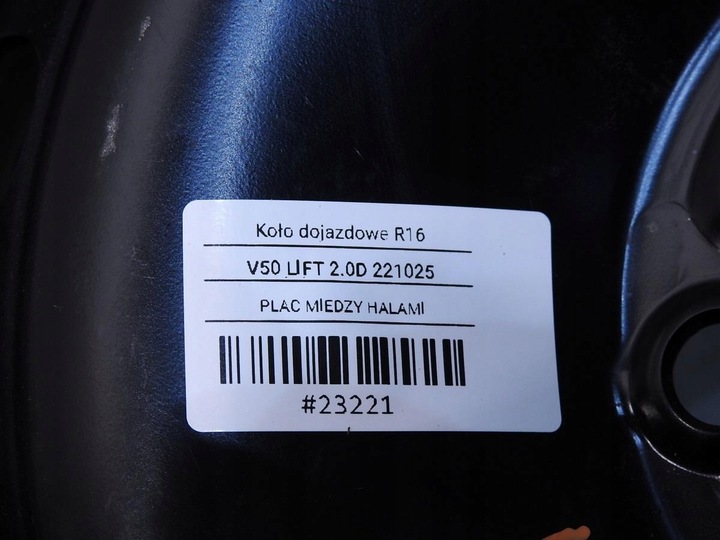 Koło dojazdowe R16
V50 LIFT 2.0D 221025
PLAC MIEDZY HALAMI
#23221